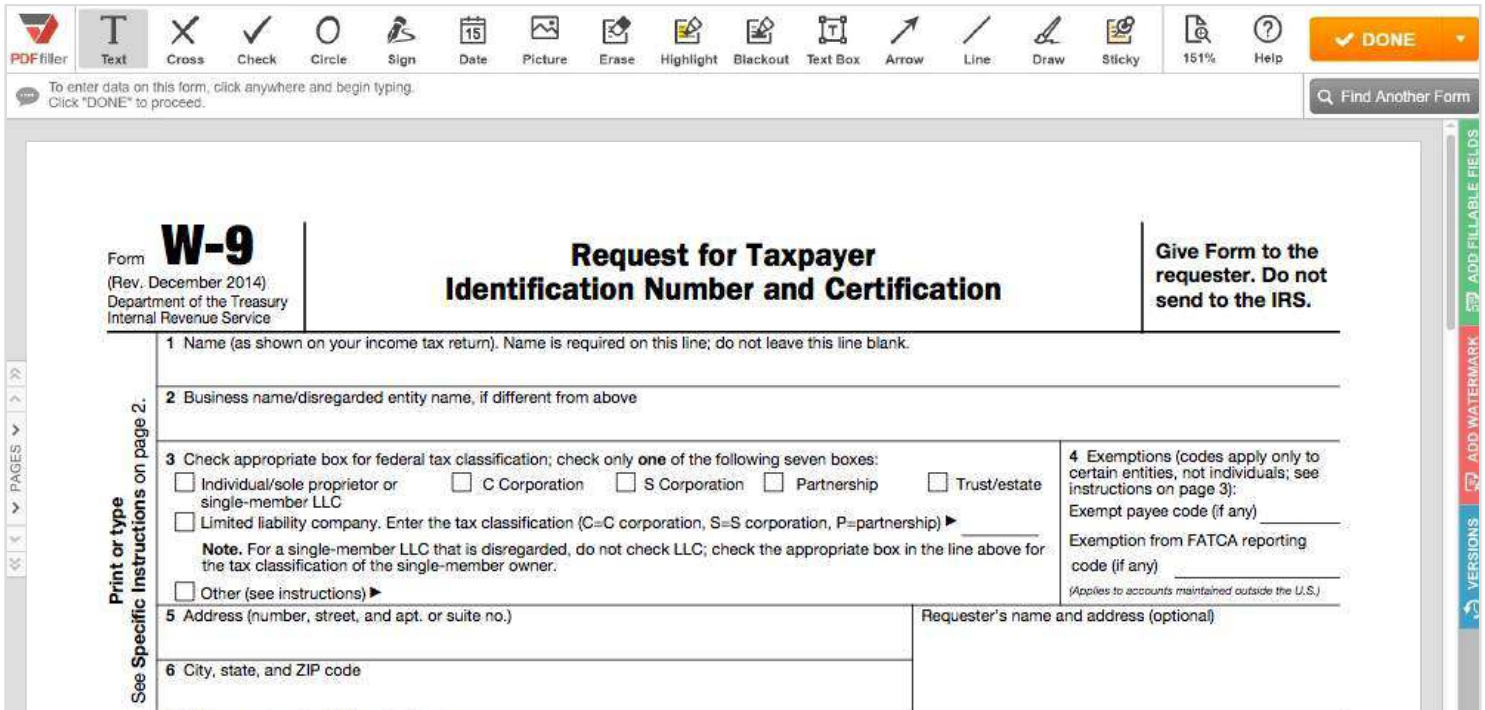 PDFfiller
Text
Cross
Check
Circle
Sign
15
Date
Picture
Erase
Highlight
Blackout
T
Text Box
Arrow
Line
Draw
Sticky
151%
?
Help
DONE
To enter data on this form, click anywhere and begin typing.
Click "DONE" to proceed.
Find Another Form
Form W-9
(Rev. December 2014)
Department of the Treasury
Internal Revenue Service
Request for Taxpayer
Identification Number and Certification
Give Form to the
requester. Do not
send to the IRS.
Print or type
See Specific Instructions on page 2.
1 Name (as shown on your income tax return). Name is required on this line; do not leave this line blank.
2 Business name/disregarded entity name, if different from above
3 Check appropriate box for federal tax classification; check only one of the following seven boxes:
Individual/sole proprietor or
single-member LLC
C Corporation
S Corporation
Partnership
Trust/estate
Limited liability company. Enter the tax classification (C=C corporation, S=S corporation, P=partnership) ▶
Note. For a single-member LLC that is disregarded, do not check LLC; check the appropriate box in the line above for
the tax classification of the single-member owner.
Other (see instructions) ▶
4 Exemptions (codes apply only to
certain entities, not individuals; see
instructions on page 3):
Exempt payee code (if any)
Exemption from FATCA reporting
code (if any)
(Applies to accounts maintained outside the U.S.)
5 Address (number, street, and apt. or suite no.)
Requester's name and address (optional)
6 City, state, and ZIP code
PAGES
ADD FILLABLE FIELDS
ADD WATERMARK
VERSIONS